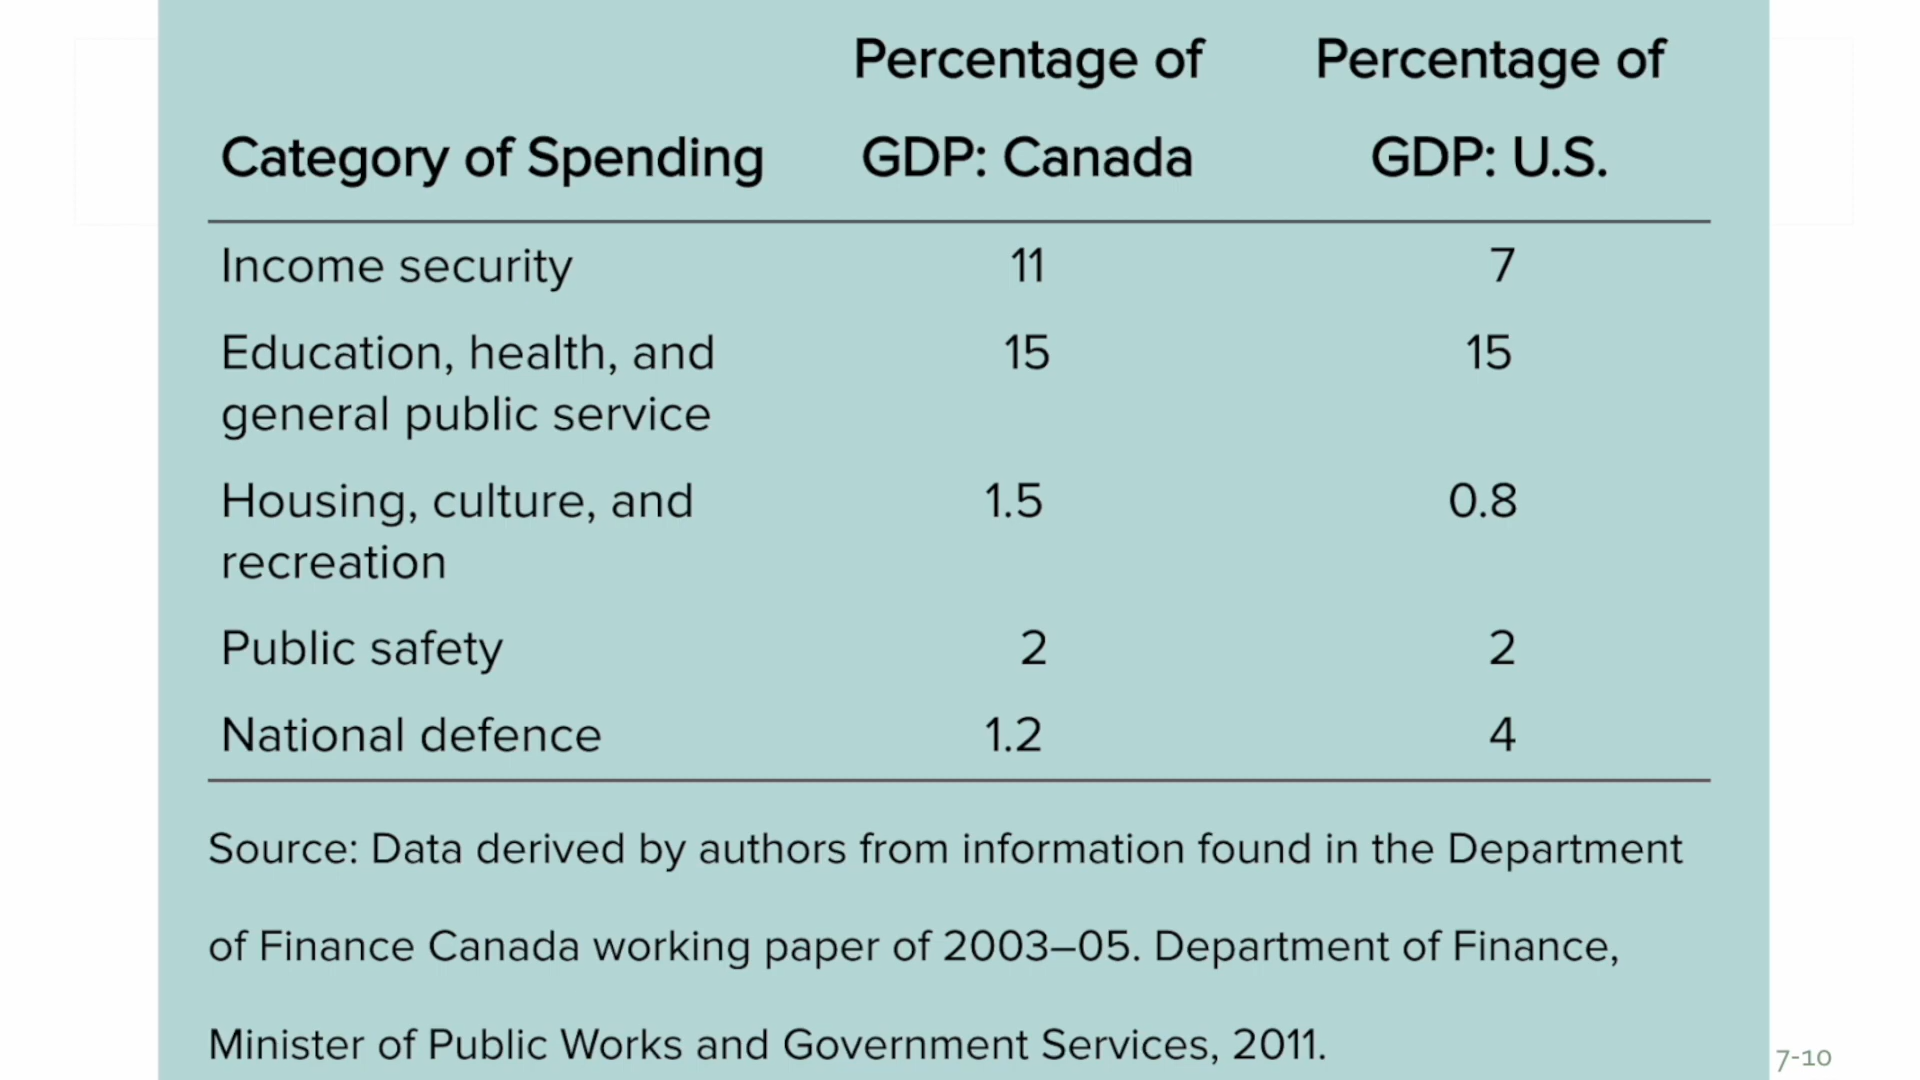 Percentage of Percentage of
Category of Spending GDP: Canada GDP: U.S.
Income security 11 7
Education, health, and 15 15
general public service
Housing, culture, and 1.5 0.8
recreation
Public safety 2 2
National defence 1.2 4
Source: Data derived by authors from information found in the Department
of Finance Canada working paper of 2003–05. Department of Finance,
Minister of Public Works and Government Services, 2011.
7-10